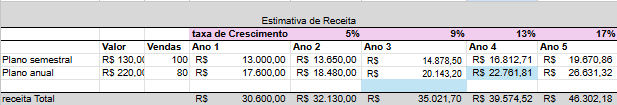 Estimativa de Receita
taxa de Crescimento 5% 9% 13% 17%
Valor Vendas Ano 1 Ano 2 Ano 3 Ano 4 Ano 5
Plano semestral R$ 130,00 100 R$ 13.000,00 R$ 13.650,00 R$ 14.878,50 R$ 16.812,71 R$ 19.670,86
Plano anual R$ 220,00 80 R$ 17.600,00 R$ 18.480,00 R$ 20.143,20 R$ 22.761,81 R$ 26.631,32
receita Total R$ 30.600,00 R$ 32.130,00 R$ 35.021,70 R$ 39.574,52 R$ 46.302,18